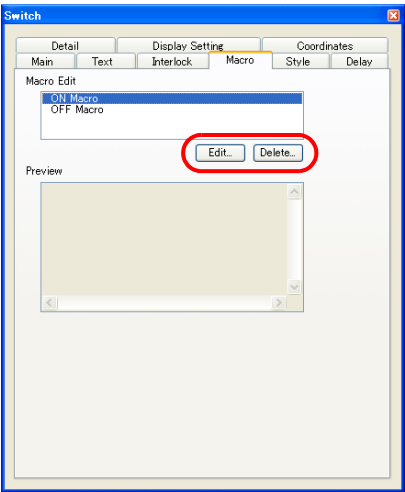 Switch
Detail Display Setting Coordinates
Main Text Interlock Macro Style Delay
Macro Edit
ON Macro
OFF Macro
Edit... Delete...
Preview